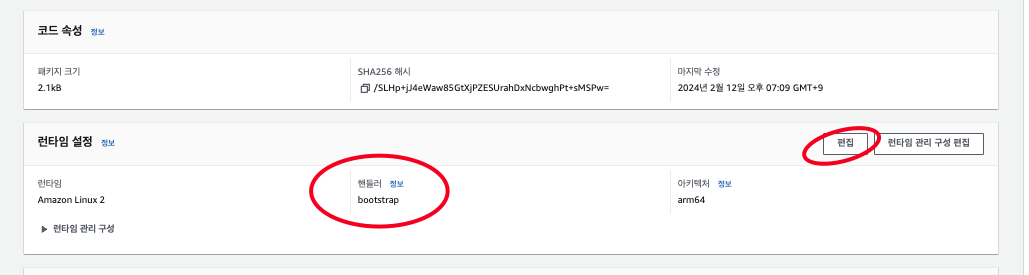 코드 속성 정보
패키지 크기
2.1kB
SHA256 해시
/SLHp+jJ4eWaw85GtXjPZESUrahDxNcbwghPt+sMSPw=
마지막 수정
2024년 2월 12일 오후 07:09 GMT+9
런타임 설정 정보
편집
런타임 관리 구성 편집
런타임
Amazon Linux 2
핸들러 정보
bootstrap
아키텍처 정보
arm64
런타임 관리 구성